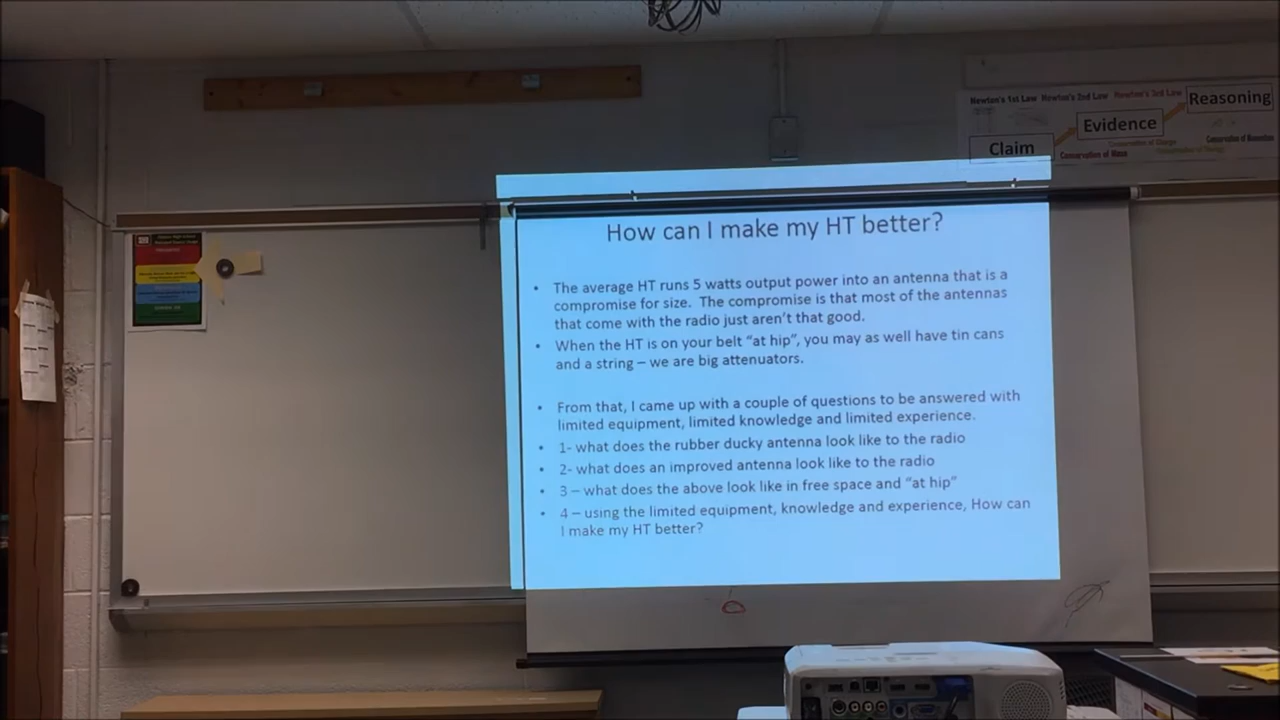 Newton's 1st Law Newton's 2nd Law Newton's 3rd Law
Reasoning
Evidence
Claim
Conservation of Mass
Conservation of Charge
Conservation of Momentum
How can I make my HT better?
• The average HT runs 5 watts output power into an antenna that is a
compromise for size. The compromise is that most of the antennas
that come with the radio just aren't that good.
• When the HT is on your belt "at hip", you may as well have tin cans
and a string – we are big attenuators.
• From that, I came up with a couple of questions to be answered with
limited equipment, limited knowledge and limited experience.
• 1- what does the rubber ducky antenna look like to the radio
• 2- what does an improved antenna look like to the radio
• 3 – what does the above look like in free space and "at hip"
• 4 – using the limited equipment, knowledge and experience, How can
I make my HT better?